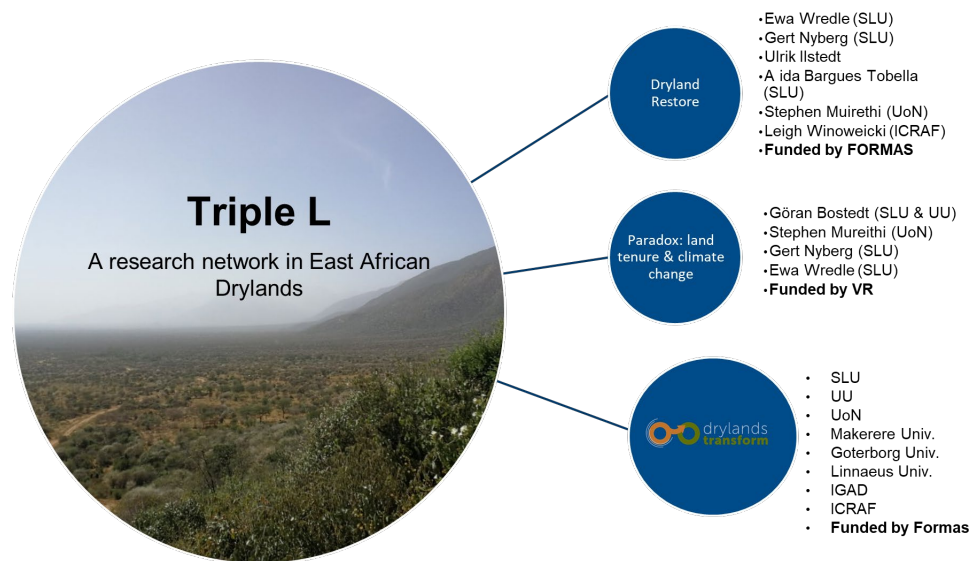 Triple L
A research network in East African
Drylands
Dryland
Restore
•Ewa Wredle (SLU)
•Gert Nyberg (SLU)
•Ulrik Ilstedt
•A ida Bargues Tobella
(SLU)
•Stephen Muirethi (UoN)
•Leigh Winoweicki (ICRAF)
•Funded by FORMAS
Paradox: land
tenure & climate
change
•Göran Bostedt (SLU & UU)
•Stephen Mureithi (UoN)
•Gert Nyberg (SLU)
•Ewa Wredle (SLU)
•Funded by VR
drylands
transform
• SLU
• UU
• UoN
• Makerere Univ.
• Goterborg Univ.
• Linnaeus Univ.
• IGAD
• ICRAF
• Funded by Formas